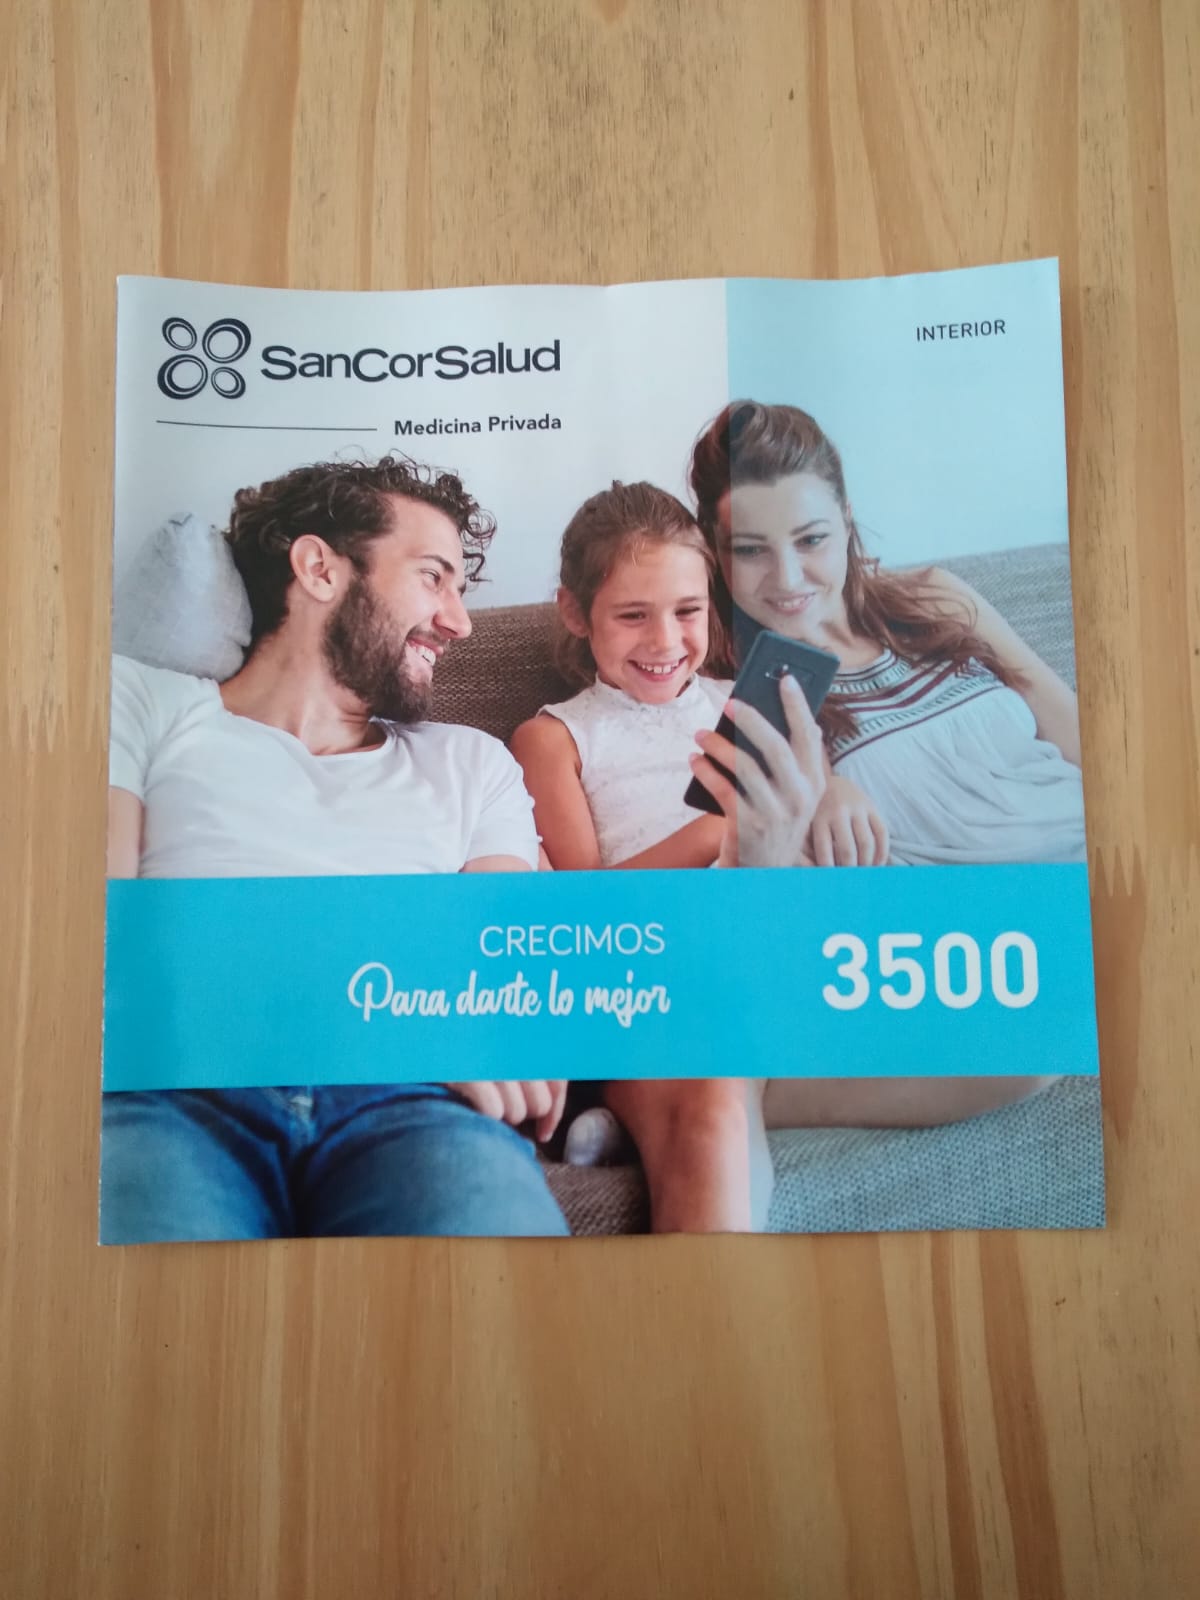 SanCorSalud
Medicina Privada
INTERIOR
CRECIMOS
Para darte lo mejor
3500